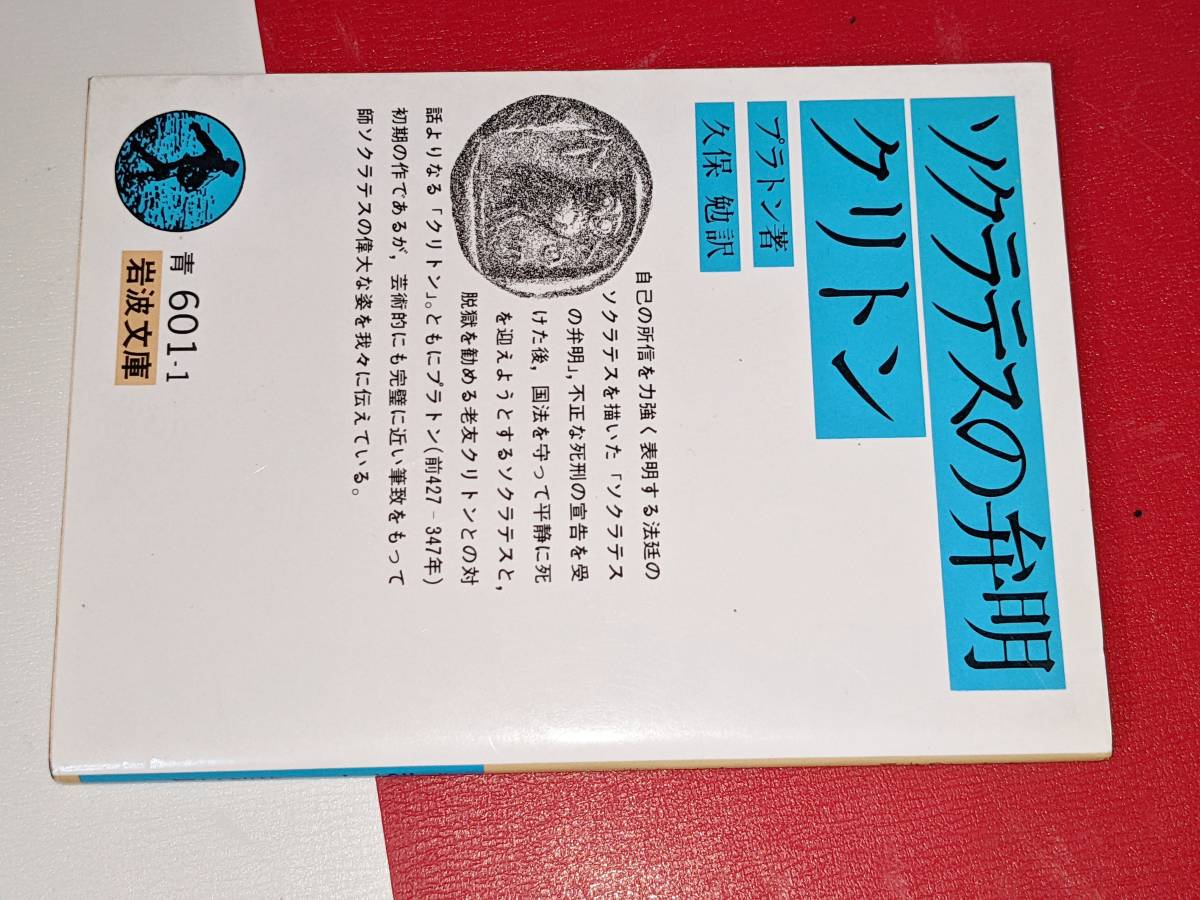 ソクラテスの弁明
クリトン
プラトン著
久保 勉訳
自己の所信を力強く表明する法廷の
ソクラテスを描いた「ソクラテス
の弁明」,不正な死刑の宣告を受
けた後,国法を守って平静に死
を迎えようとするソクラテスと,
脱獄を勧める老友クリトンとの対
話よりなる「クリトン」。ともにプラトン(前427-347年)
初期の作であるが,芸術的にも完璧に近い筆致をもって
師ソクラテスの偉大な姿を我々に伝えている。
青 601-1
岩波文庫